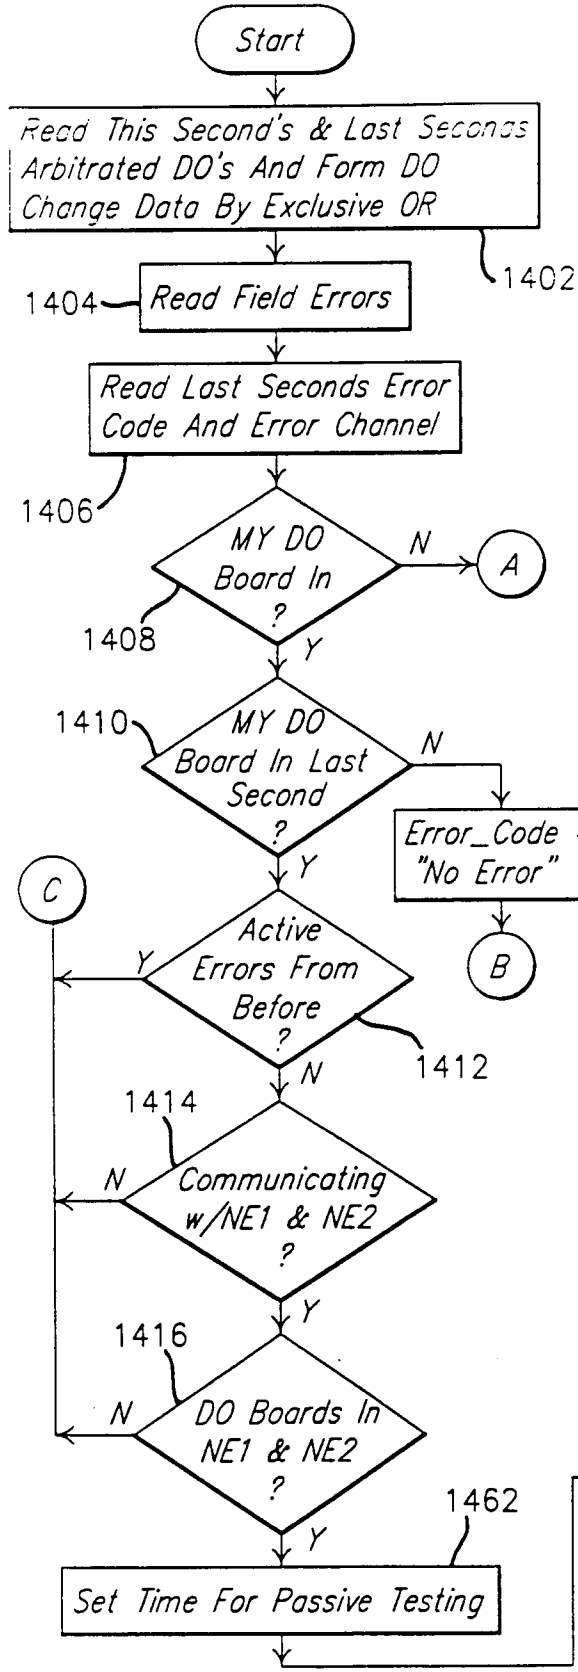 Start
Read This Second's & Last Seconds
Arbitrated DO's And Form DO
Change Data By Exclusive OR
1402
1404
Read Field Errors
Read Last Seconds Error
Code And Error Channel
1406
MY DO
Board In
?
N
A
1408
Y
1410
MY DO
Board In Last
Second
?
N
Error_Code
"No Error"
B
Y
C
Active
Errors From
Before
?
Y
1412
N
1414
Communicating
w/NE1 & NE2
?
N
Y
1416
DO Boards In
NE1 & NE2
?
N
Y
1462
Set Time For Passive Testing